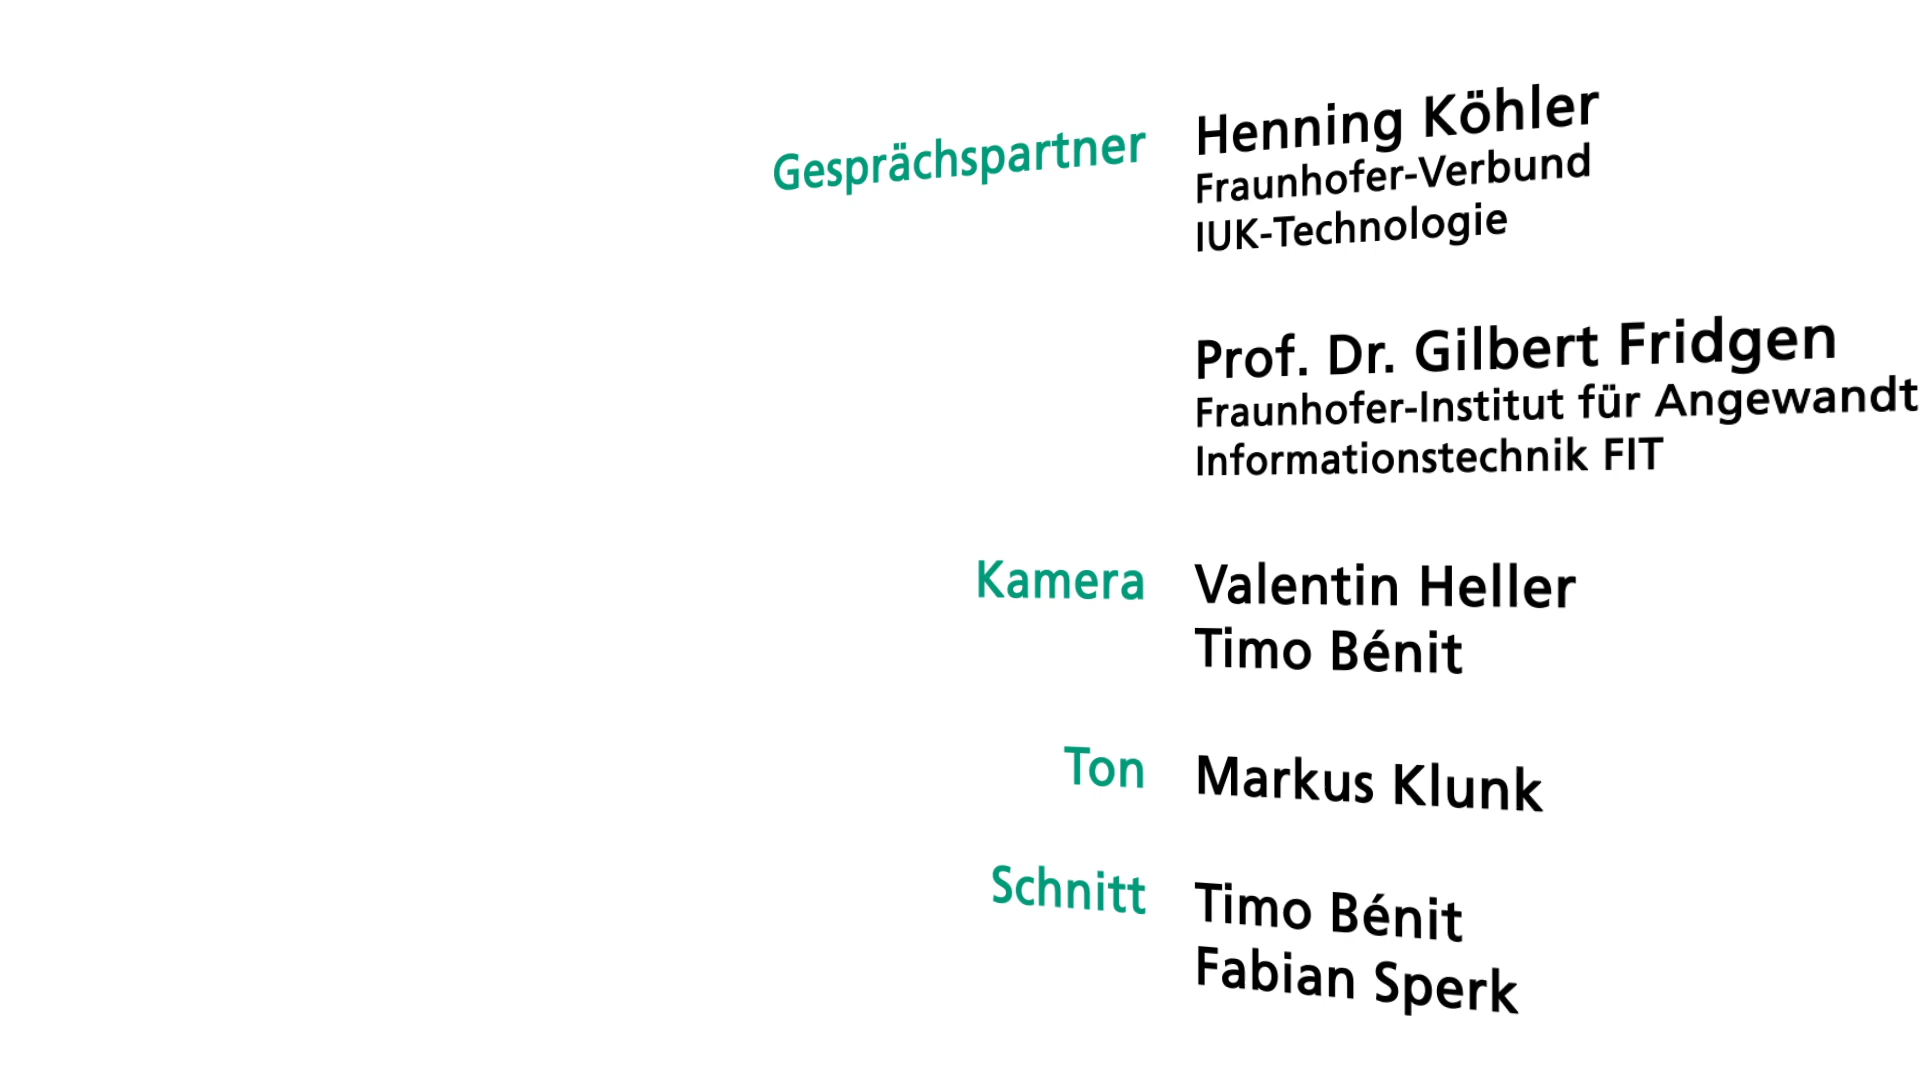 Gesprächspartner Henning Köhler
Fraunhofer-Verbund
IUK-Technologie
Prof. Dr. Gilbert Fridgen
Fraunhofer-Institut für Angewandt
Informationstechnik FIT
Kamera Valentin Heller
Timo Bénit
Ton Markus Klunk
Schnitt Timo Bénit
Fabian Sperk